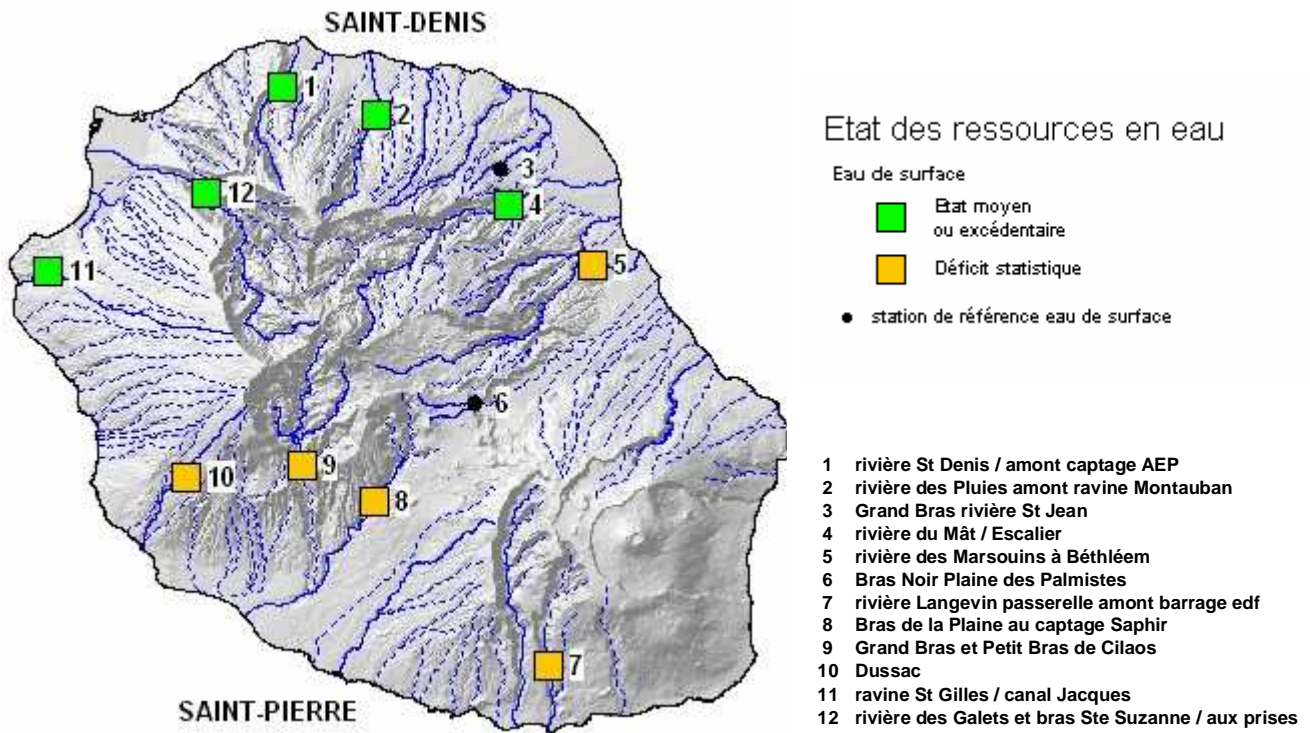 SAINT-DENIS
1
2
3
12
4
11
5
6
9
10
8
7
SAINT-PIERRE
Etat des ressources en eau
Eau de surface
Etat moyen
ou excédentaire
Déficit statistique
station de référence eau de surface
1 rivière St Denis / amont captage AEP
2 rivière des Pluies amont ravine Montauban
3 Grand Bras rivière St Jean
4 rivière du Mât / Escalier
5 rivière des Marsouins à Béthléem
6 Bras Noir Plaine des Palmistes
7 rivière Langevin passerelle amont barrage edf
8 Bras de la Plaine au captage Saphir
9 Grand Bras et Petit Bras de Cilaos
10 Dussac
11 ravine St Gilles / canal Jacques
12 rivière des Galets et bras Ste Suzanne / aux prises